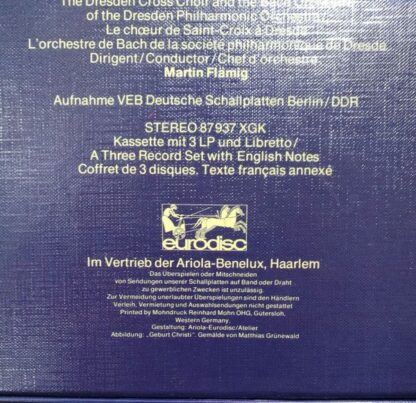 The Dresden Cross Choir and the Bach Orchestra
of the Dresden Philharmonic Orchestra
Le chœur de Saint-Croix à Dresde
L'orchestre de Bach de la société philharmonique de Dresde
Dirigent/Conductor/Chef d'orchestre
Martin Flämig
Aufnahme VEB Deutsche Schallplatten Berlin/DDR
STEREO 87 937 XGK
Kassette mit 3 LP und Libretto/
A Three Record Set with English Notes
Coffret de 3 disques. Texte français annexé
eurodisc
Im Vertrieb der Ariola-Benelux, Haarlem
Das Überspielen oder Mitschneiden
von Sendungen unserer Schallplatten auf Band oder Draht
zu gewerblichen Zwecken ist unzulässig.
Zur Vermeidung unerlaubter Überspielungen sind den Händlern
Verleih, Vermietung und Auswahlsendungen nicht gestattet
Printed by Mohndruck Reinhard Mohn OHG, Gütersloh,
Western Germany.
Gestaltung: Ariola-Eurodisc/Atelier
Abbildung: „Geburt Christi". Gemälde von Matthias Grünewald